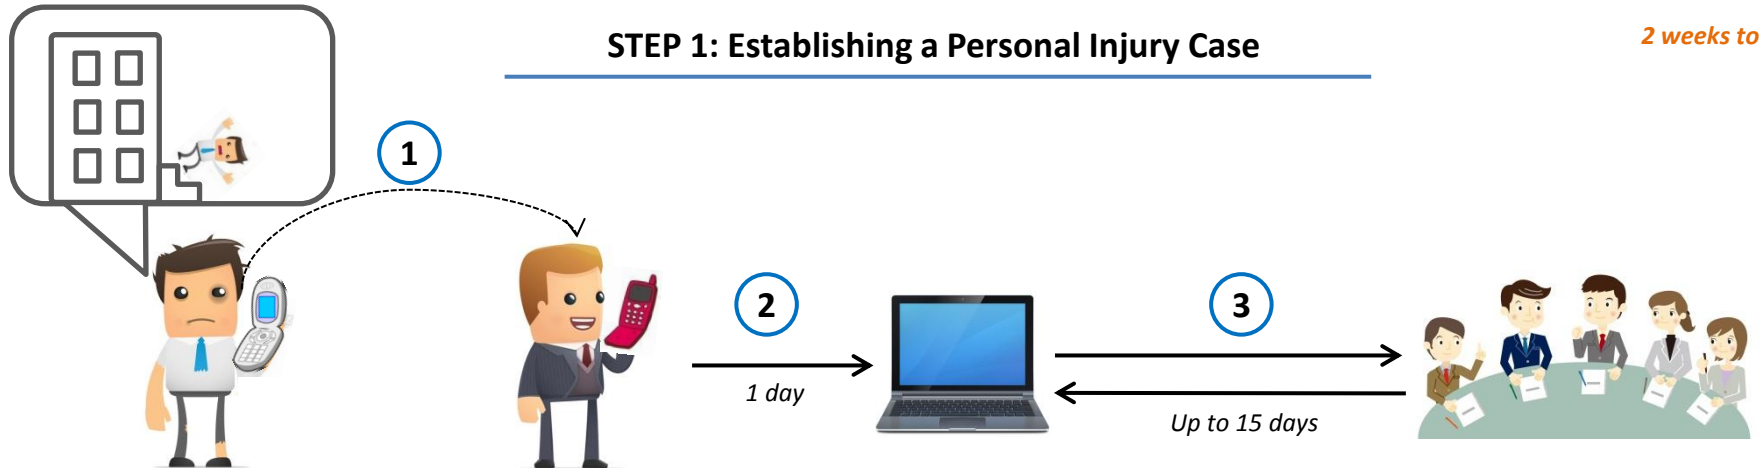 STEP 1: Establishing a Personal Injury Case
2 weeks to
1
2
3
1 day
Up to 15 days